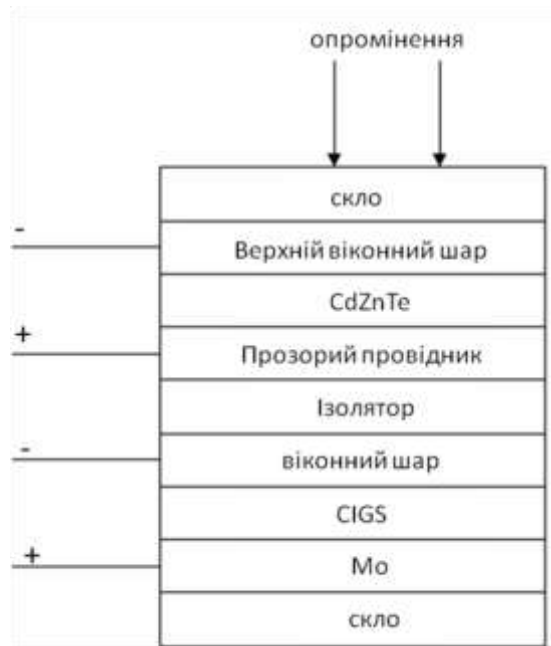 опромінення
скло
-
Верхній віконний шар
CdZnTe
+
Прозорий провідник
Ізолятор
-
віконний шар
CIGS
+
Mo
скло